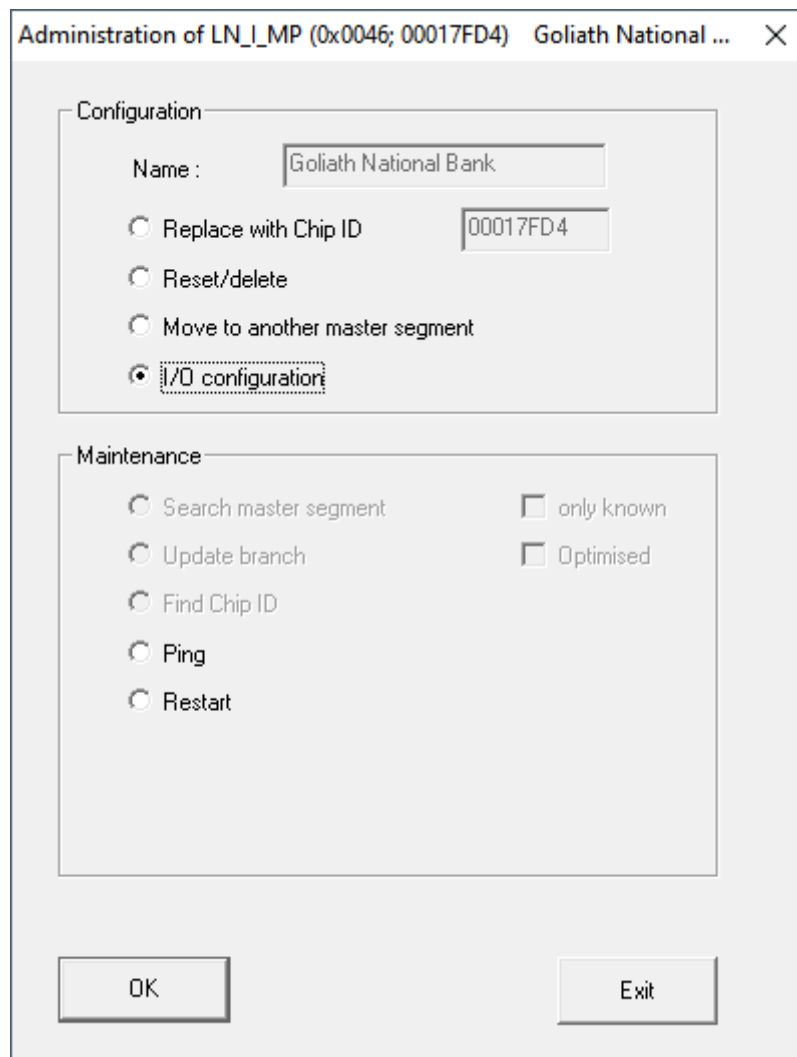 Administration of LN_I_MP (0x0046; 00017FD4) Goliath National ...
Configuration
Name : Goliath National Bank
Replace with Chip ID 00017FD4
Reset/delete
Move to another master segment
I/O configuration
Maintenance
Search master segment only known
Update branch Optimised
Find Chip ID
Ping
Restart
OK Exit